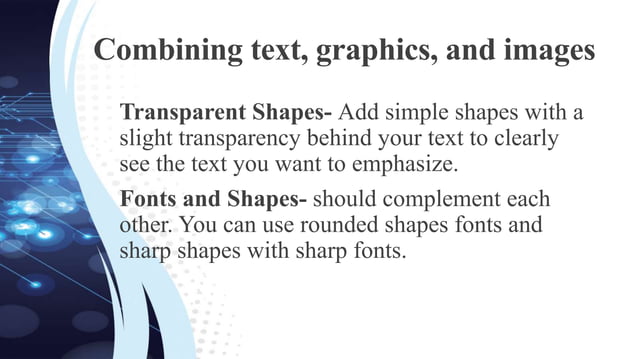 Combining text, graphics, and images
Transparent Shapes- Add simple shapes with a
slight transparency behind your text to clearly
see the text you want to emphasize.
Fonts and Shapes- should complement each
other. You can use rounded shapes fonts and
sharp shapes with sharp fonts.